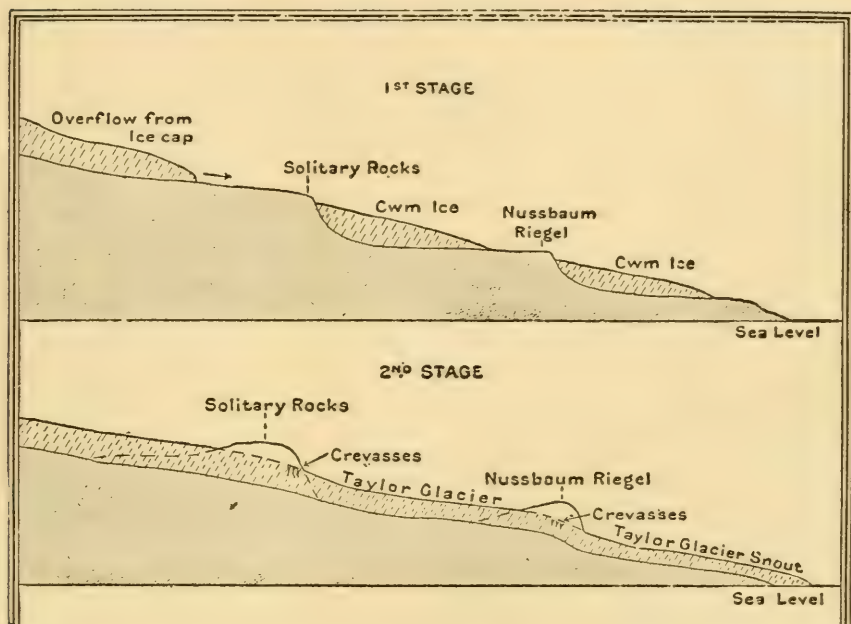 1ST STAGE
Overflow from
Ice cap
Solitary Rocks
Cwm Ice
Nussbaum
Riegel
Cwm Ice
Sea Level
2ND STAGE
Solitary Rocks
Crevasses
Taylor Glacier
Nussbaum Riegel
Crevasses
Taylor Glacier Snout
Sea Level